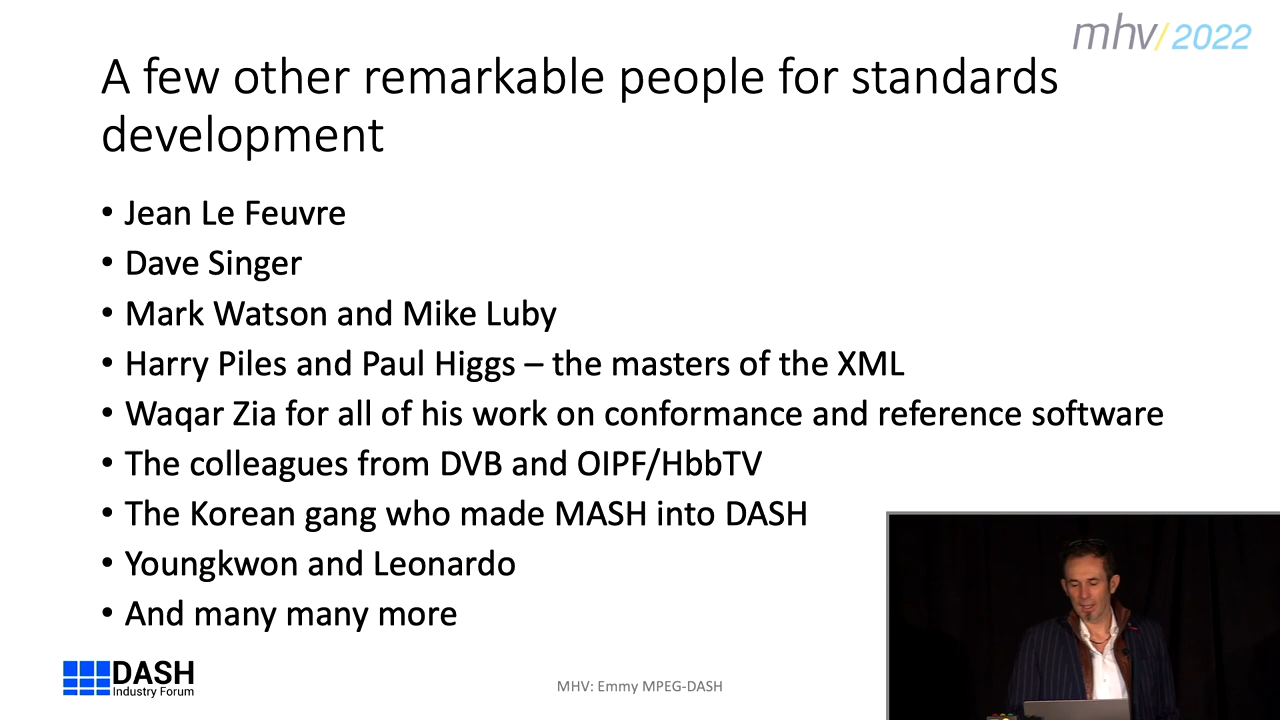 mhv/2022
A few other remarkable people for standards
development
• Jean Le Feuvre
• Dave Singer
• Mark Watson and Mike Luby
• Harry Piles and Paul Higgs – the masters of the XML
• Waqar Zia for all of his work on conformance and reference software
• The colleagues from DVB and OIPF/HbbTV
• The Korean gang who made MASH into DASH
• Youngkwon and Leonardo
• And many many more
DASH
Industry Forum
MHV: Emmy MPEG-DASH